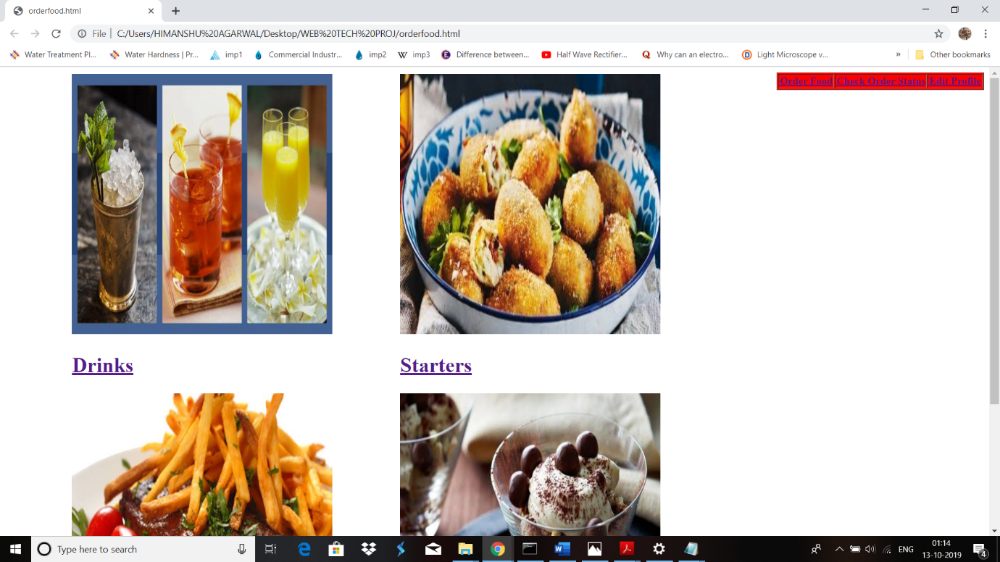 orderfood.html
File | C:/Users/HIMANSHU%20AGARWAL/Desktop/WEB%20TECH%20PROJ/orderfood.html
Water Treatment Pl... Water Hardness | Pr... imp1 Commercial Industr... imp2 imp3 Difference between... Half Wave Rectifier... Why can an electro... Light Microscope v... » Other bookmarks
Order Food Check Order Status Edit Profile
Drinks Starters
Type here to search
ENG
01:14
13-10-2019
4